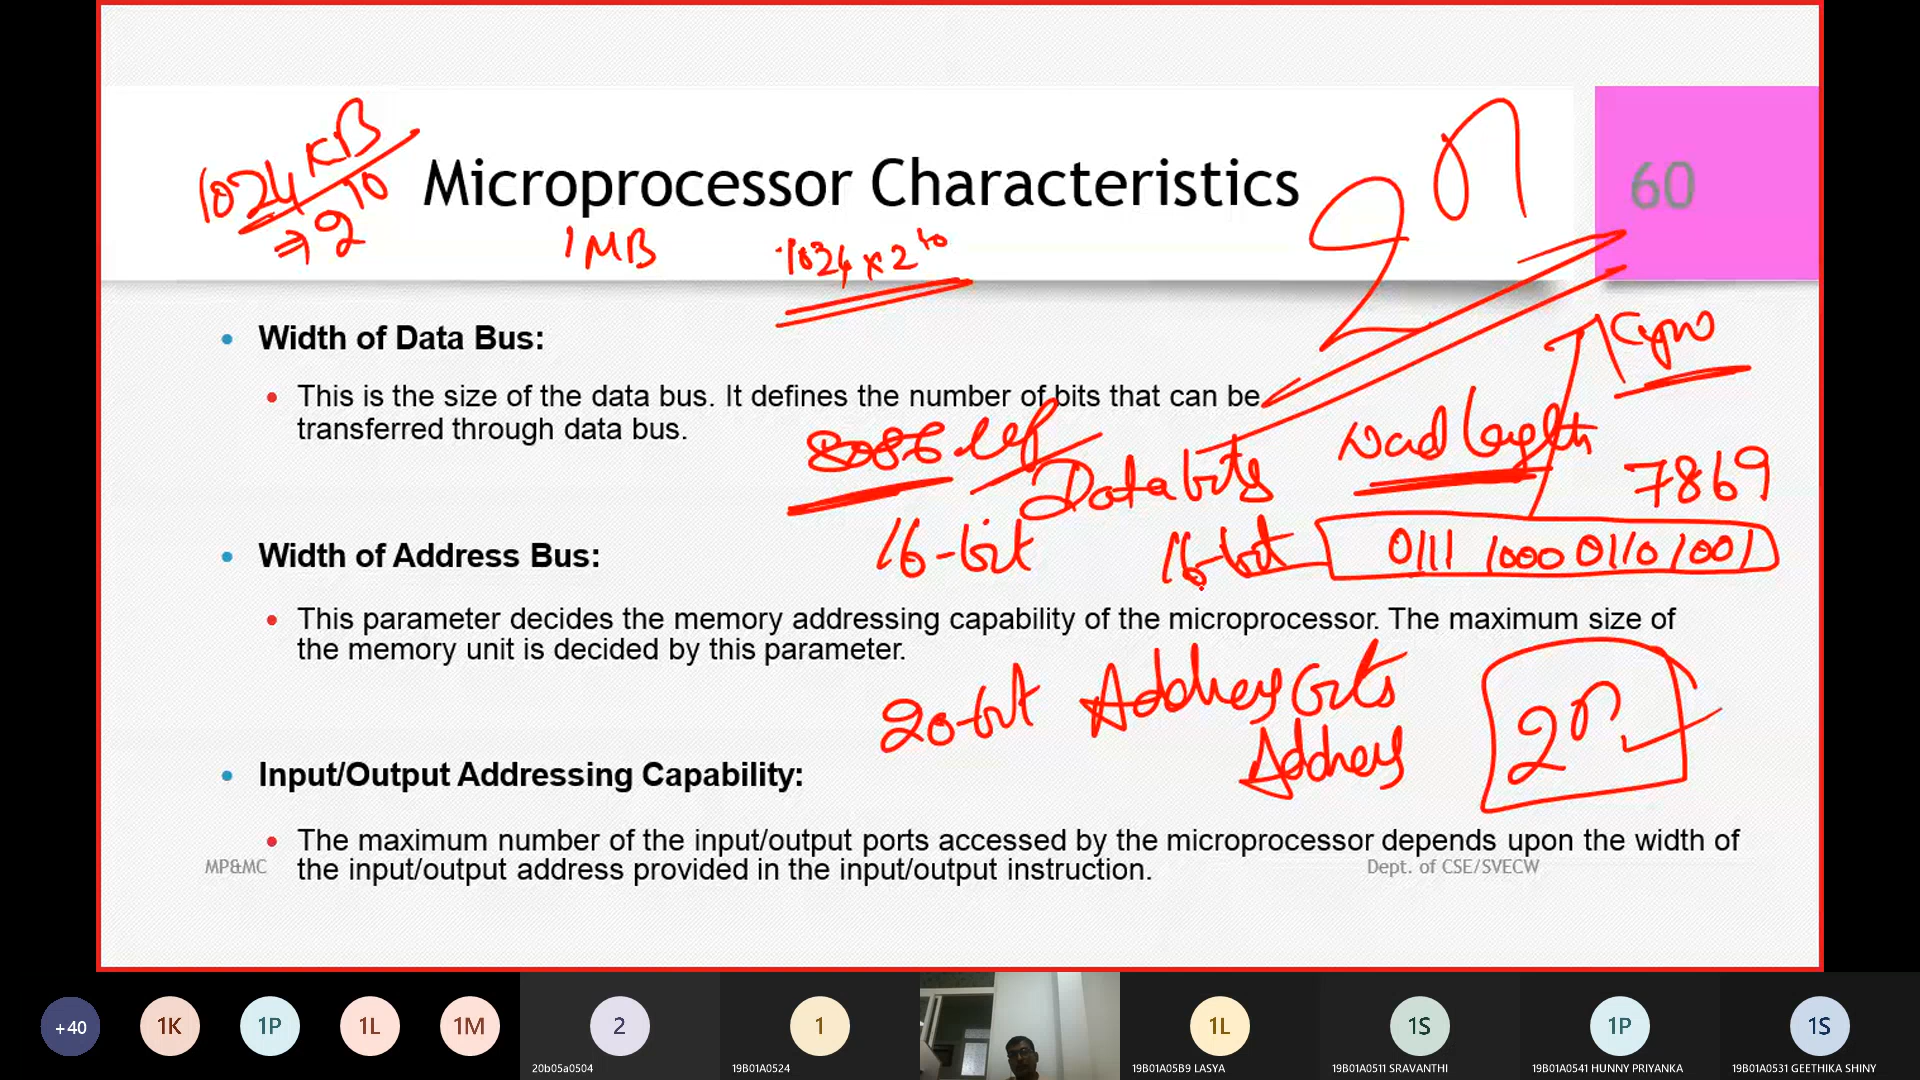 1024 KB
⇒ 2^10
Microprocessor Characteristics
60
1 MB
1024 x 2^10
2^n
• Width of Data Bus:
• This is the size of the data bus. It defines the number of bits that can be
transferred through data bus.
8086
Data bits
Word length
7869
16-bit
16-bit
0111 1000 0110 1001
• Width of Address Bus:
• This parameter decides the memory addressing capability of the microprocessor. The maximum size of
the memory unit is decided by this parameter.
20-bit Address bits
Address
2^n
• Input/Output Addressing Capability:
• The maximum number of the input/output ports accessed by the microprocessor depends upon the width of
the input/output address provided in the input/output instruction.
MP&MC
Dept. of CSE/SVECW
+40
1K
1P
1L
1M
2
1
1L
1S
1P
1S
20b05a0504
19B01A0524
19B01A05B9 LASYA
19B01A0511 SRAVANTHI
19B01A0541 HUNNY PRIYANKA
19B01A0531 GEETHIKA SHINY